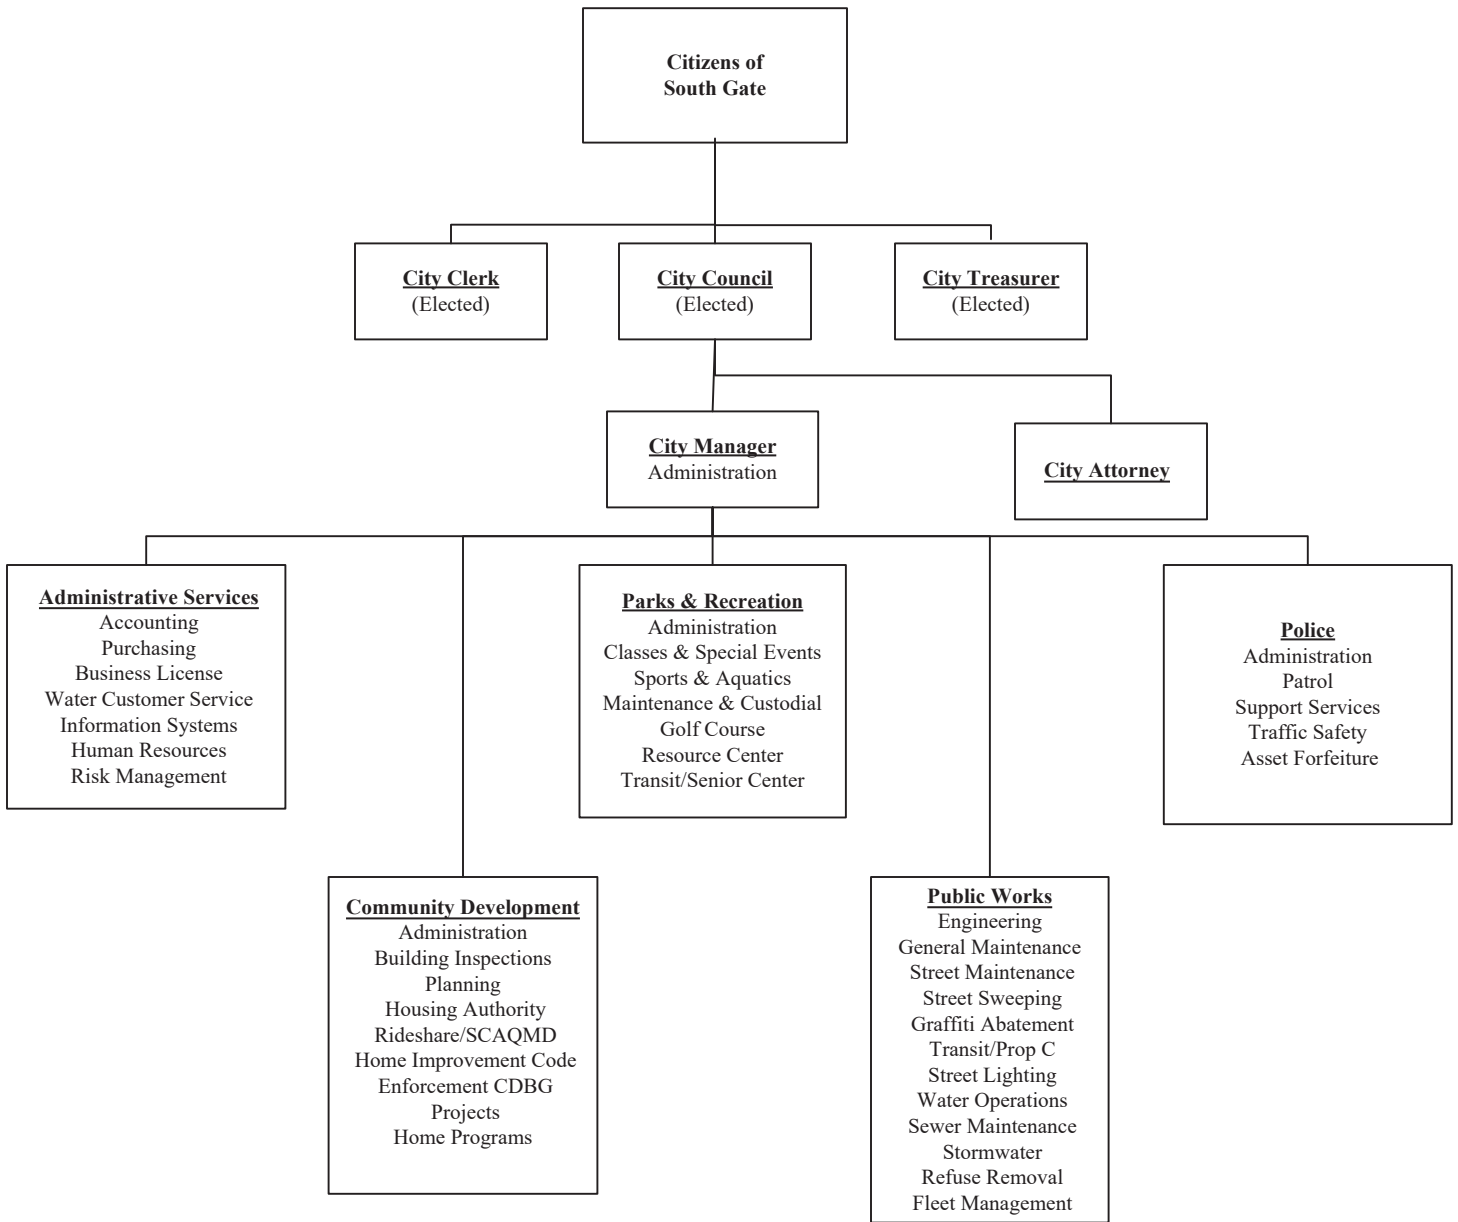 Citizens of
South Gate
City Clerk
(Elected)
City Council
(Elected)
City Treasurer
(Elected)
City Manager
Administration
City Attorney
Administrative Services
Accounting
Purchasing
Business License
Water Customer Service
Information Systems
Human Resources
Risk Management
Parks & Recreation
Administration
Classes & Special Events
Sports & Aquatics
Maintenance & Custodial
Golf Course
Resource Center
Transit/Senior Center
Police
Administration
Patrol
Support Services
Traffic Safety
Asset Forfeiture
Community Development
Administration
Building Inspections
Planning
Housing Authority
Rideshare/SCAQMD
Home Improvement Code
Enforcement CDBG
Projects
Home Programs
Public Works
Engineering
General Maintenance
Street Maintenance
Street Sweeping
Graffiti Abatement
Transit/Prop C
Street Lighting
Water Operations
Sewer Maintenance
Stormwater
Refuse Removal
Fleet Management